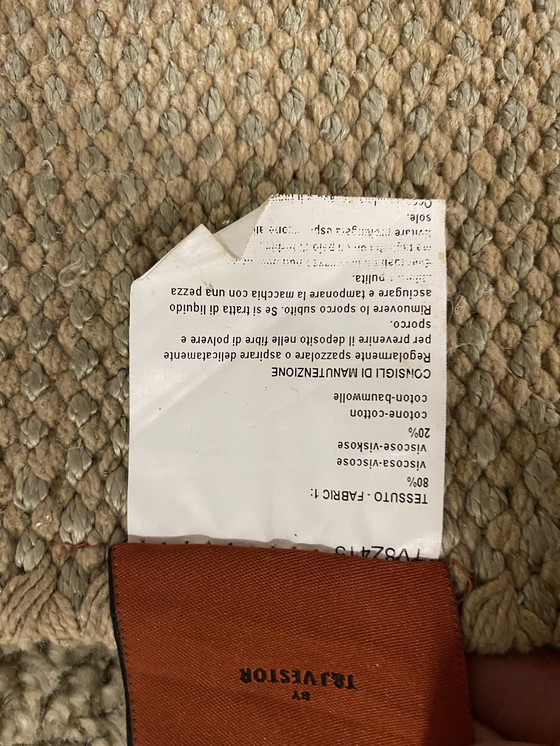 T&J VESTOR
BY
TESSUTO - FABRIC 1:
80%
viscosa-viscose
viscose-viskose
20%
cotone-cotton
coton-baumwolle
CONSIGLI DI MANUTENZIONE
Regolarmente spazzolare o aspirare delicatamente
per prevenire il deposito nelle fibre di polvere e
sporco.
Rimuovere lo sporco subito. Se si tratta di liquido
asciugare e tamponare la macchia con una pezza
pulita.
sole.